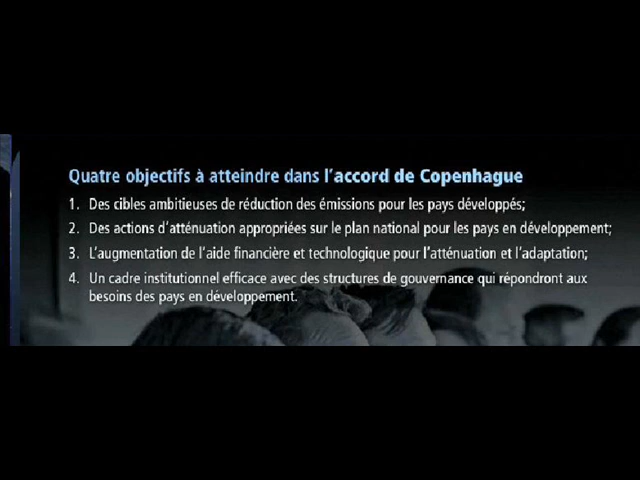 Quatre objectifs à atteindre dans l'accord de Copenhague
1. Des cibles ambitieuses de réduction des émissions pour les pays développés;
2. Des actions d'atténuation appropriées sur le plan national pour les pays en développement;
3. L'augmentation de l'aide financière et technologique pour l'atténuation et l'adaptation;
4. Un cadre institutionnel efficace avec des structures de gouvernance qui répondront aux
besoins des pays en développement.